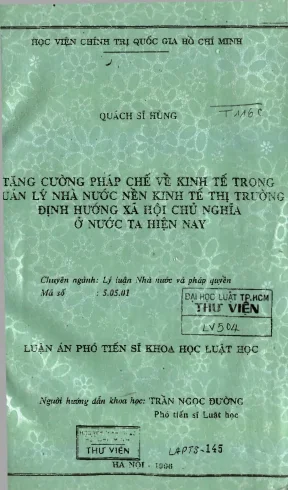 HỌC VIỆN CHÍNH TRỊ QUỐC GIA HỒ CHÍ MINH
QUÁCH SĨ HÙNG
T1165
TĂNG CƯỜNG PHÁP CHẾ VỀ KINH TẾ TRONG
UẢN LÝ NHÀ NƯỚC NỀN KINH TẾ THỊ TRƯỜNG
ĐỊNH HƯỚNG XÃ HỘI CHỦ NGHĨA
Ở NƯỚC TA HIỆN NAY
Chuyên ngành: Lý luận Nhà nước và pháp quyền
Mã số : 5.05.01
ĐẠI HỌC LUẬT TP.HCM
THƯ VIỆN
LV504
LUẬN ÁN PHÓ TIẾN SĨ KHOA HỌC LUẬT HỌC
Người hướng dẫn khoa học: TRẦN NGỌC ĐƯỜNG
Phó tiến sĩ Luật học
THƯ VIỆN
LAPTS-145
HÀ NỘI - 1996